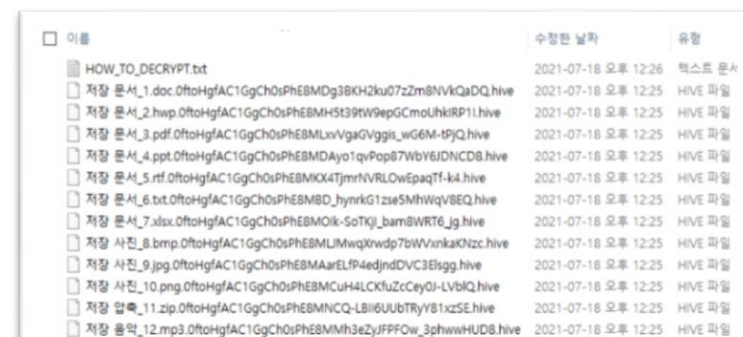 이름 수정한 날짜 유형
HOW_TO_DECRYPT.txt 2021-07-18 오후 12:26 텍스트 문서
저장 문서_1.doc.0ftoHgfAC1GgCh0sPhE8MDg3BKH2ku07zZm8NVkQaDQ.hive 2021-07-18 오후 12:25 HIVE 파일
저장 문서_2.hwp.0ftoHgfAC1GgCh0sPhE8MH5t39tW9epGCmoUhkIRP1I.hive 2021-07-18 오후 12:25 HIVE 파일
저장 문서_3.pdf.0ftoHgfAC1GgCh0sPhE8MLxvVgaGVggis_wG6M-tPjQ.hive 2021-07-18 오후 12:25 HIVE 파일
저장 문서_4.ppt.0ftoHgfAC1GgCh0sPhE8MDAyo1qvPop87WbY6JDNCD8.hive 2021-07-18 오후 12:25 HIVE 파일
저장 문서_5.rtf.0ftoHgfAC1GgCh0sPhE8MKX4TjmrNVRLOwEpaqTf-k4.hive 2021-07-18 오후 12:25 HIVE 파일
저장 문서_6.txt.0ftoHgfAC1GgCh0sPhE8MBD_hynrkG1zse5MhWqV8EQ.hive 2021-07-18 오후 12:25 HIVE 파일
저장 문서_7.xlsx.0ftoHgfAC1GgCh0sPhE8MOlk-SoTKjI_bam8WRT6_jg.hive 2021-07-18 오후 12:25 HIVE 파일
저장 사진_8.bmp.0ftoHgfAC1GgCh0sPhE8MLJMwqXrwdp7bWVxnkaKNzc.hive 2021-07-18 오후 12:25 HIVE 파일
저장 사진_9.jpg.0ftoHgfAC1GgCh0sPhE8MAarELfP4edjndDVC3Elsgg.hive 2021-07-18 오후 12:25 HIVE 파일
저장 사진_10.png.0ftoHgfAC1GgCh0sPhE8MCuH4LCKfuZcCey0J-LVblQ.hive 2021-07-18 오후 12:25 HIVE 파일
저장 압축_11.zip.0ftoHgfAC1GgCh0sPhE8MNCQ-LBII6UUbTRyY81xzSE.hive 2021-07-18 오후 12:25 HIVE 파일
저장 음악_12.mp3.0ftoHgfAC1GgCh0sPhE8MMh3eZyJFPFOw_3phwwHUD8.hive 2021-07-18 오후 12:25 HIVE 파일